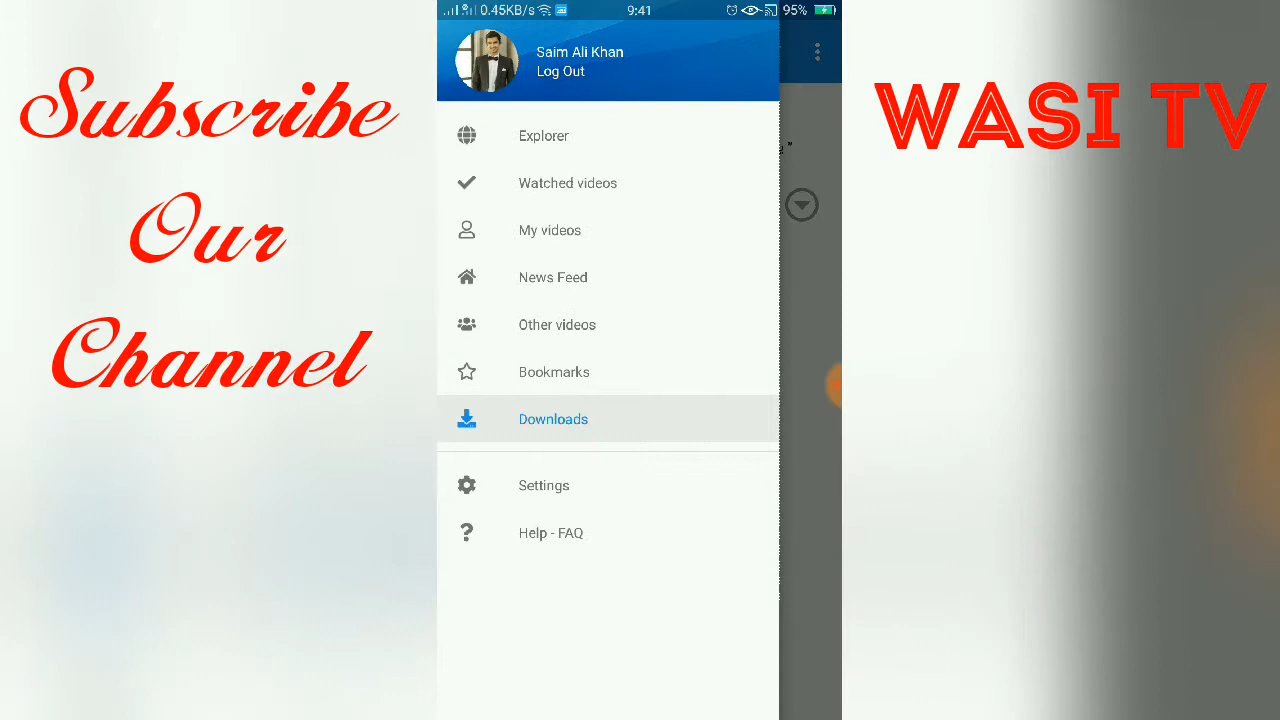 Subscribe
Our
Channel
0.45KB/s
9:41
95%
Saim Ali Khan
Log Out
Explorer
Watched videos
My videos
News Feed
Other videos
Bookmarks
Downloads
Settings
Help - FAQ
WASI TV